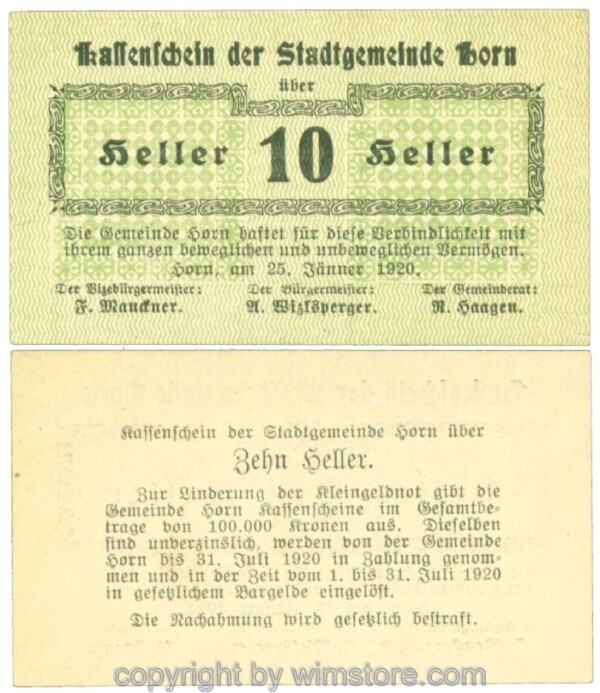 Kassenschein der Stadtgemeinde Horn
über
Heller 10 Heller
Die Gemeinde Horn haftet für diese Verbindlichkeit mit
ihrem ganzen beweglichen und unbeweglichen Vermögen.
Horn, am 25. Jänner 1920.
Der Vizebürgermeister: Der Bürgermeister: Der Gemeinderat:
F. Mauckner. A. Wizlsperger. R. Haagen.
Kassenschein der Stadtgemeinde Horn über
Zehn Heller.
Zur Linderung der Kleingeldnot gibt die
Gemeinde Horn Kassenscheine im Gesamtbe-
trage von 100.000 Kronen aus. Dieselben
sind unverzinslich, werden von der Gemeinde
Horn bis 31. Juli 1920 in Zahlung genom-
men und in der Zeit vom 1. bis 31. Juli 1920
in gesetzlichem Bargelde eingelöst.
Die Nachahmung wird gesetzlich bestraft.
copyright by wimstore.com